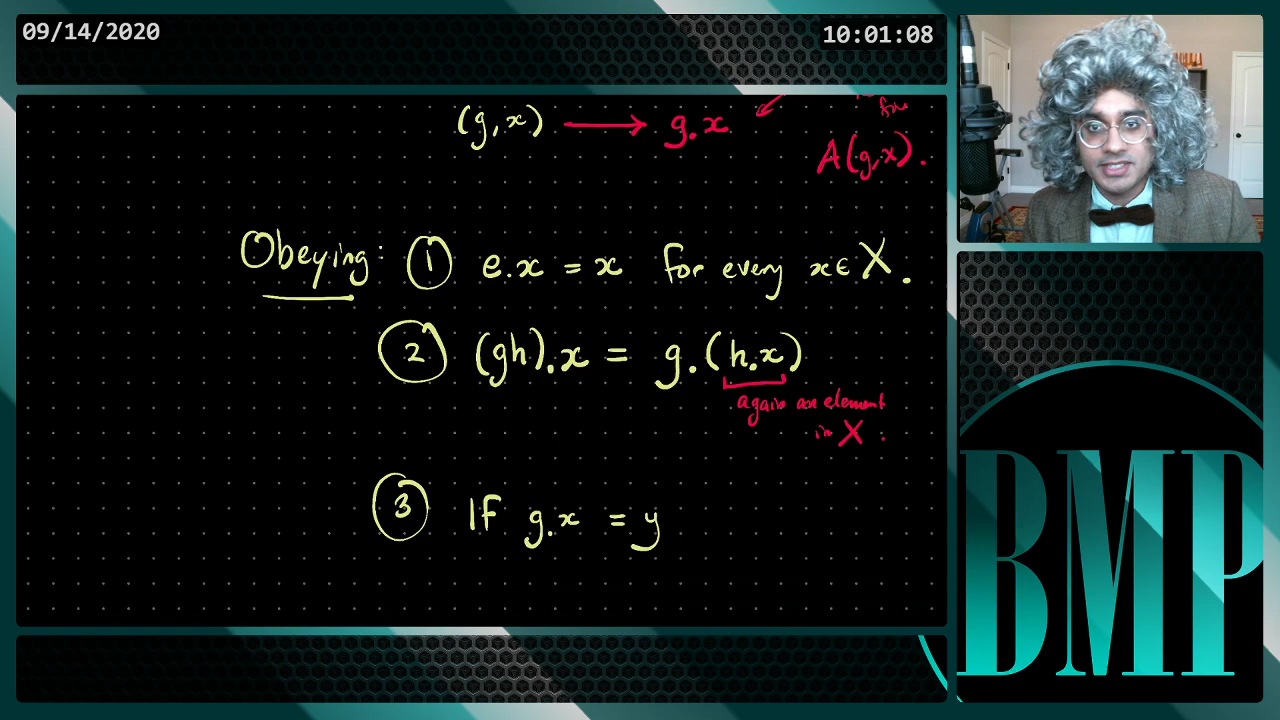 09/14/2020
10:01:08
(g,x) → g.x
A(g,x).
Obeying: ① e.x = x for every x ∈ X.
② (gh).x = g.(h.x)
again an element
in X.
③ IF g.x = y
BMP